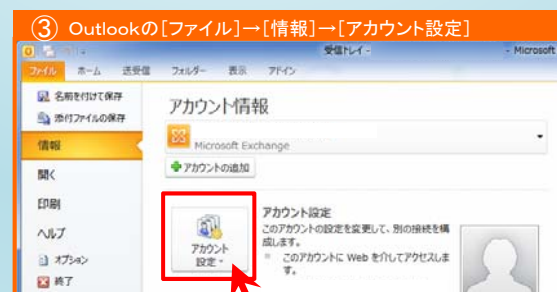 ③ Outlookの[ファイル]→[情報]→[アカウント設定]
受信トレイ -
- Microsoft
ファイル ホーム 送受信 フォルダー 表示 アドイン
名前を付けて保存
添付ファイルの保存
情報
開く
印刷
ヘルプ
オプション
終了
アカウント情報
Microsoft Exchange
アカウントの追加
アカウント
設定
アカウント設定
このアカウントの設定を変更して、別の接続を構
成します。
このアカウントに Web を介してアクセスしま
す。